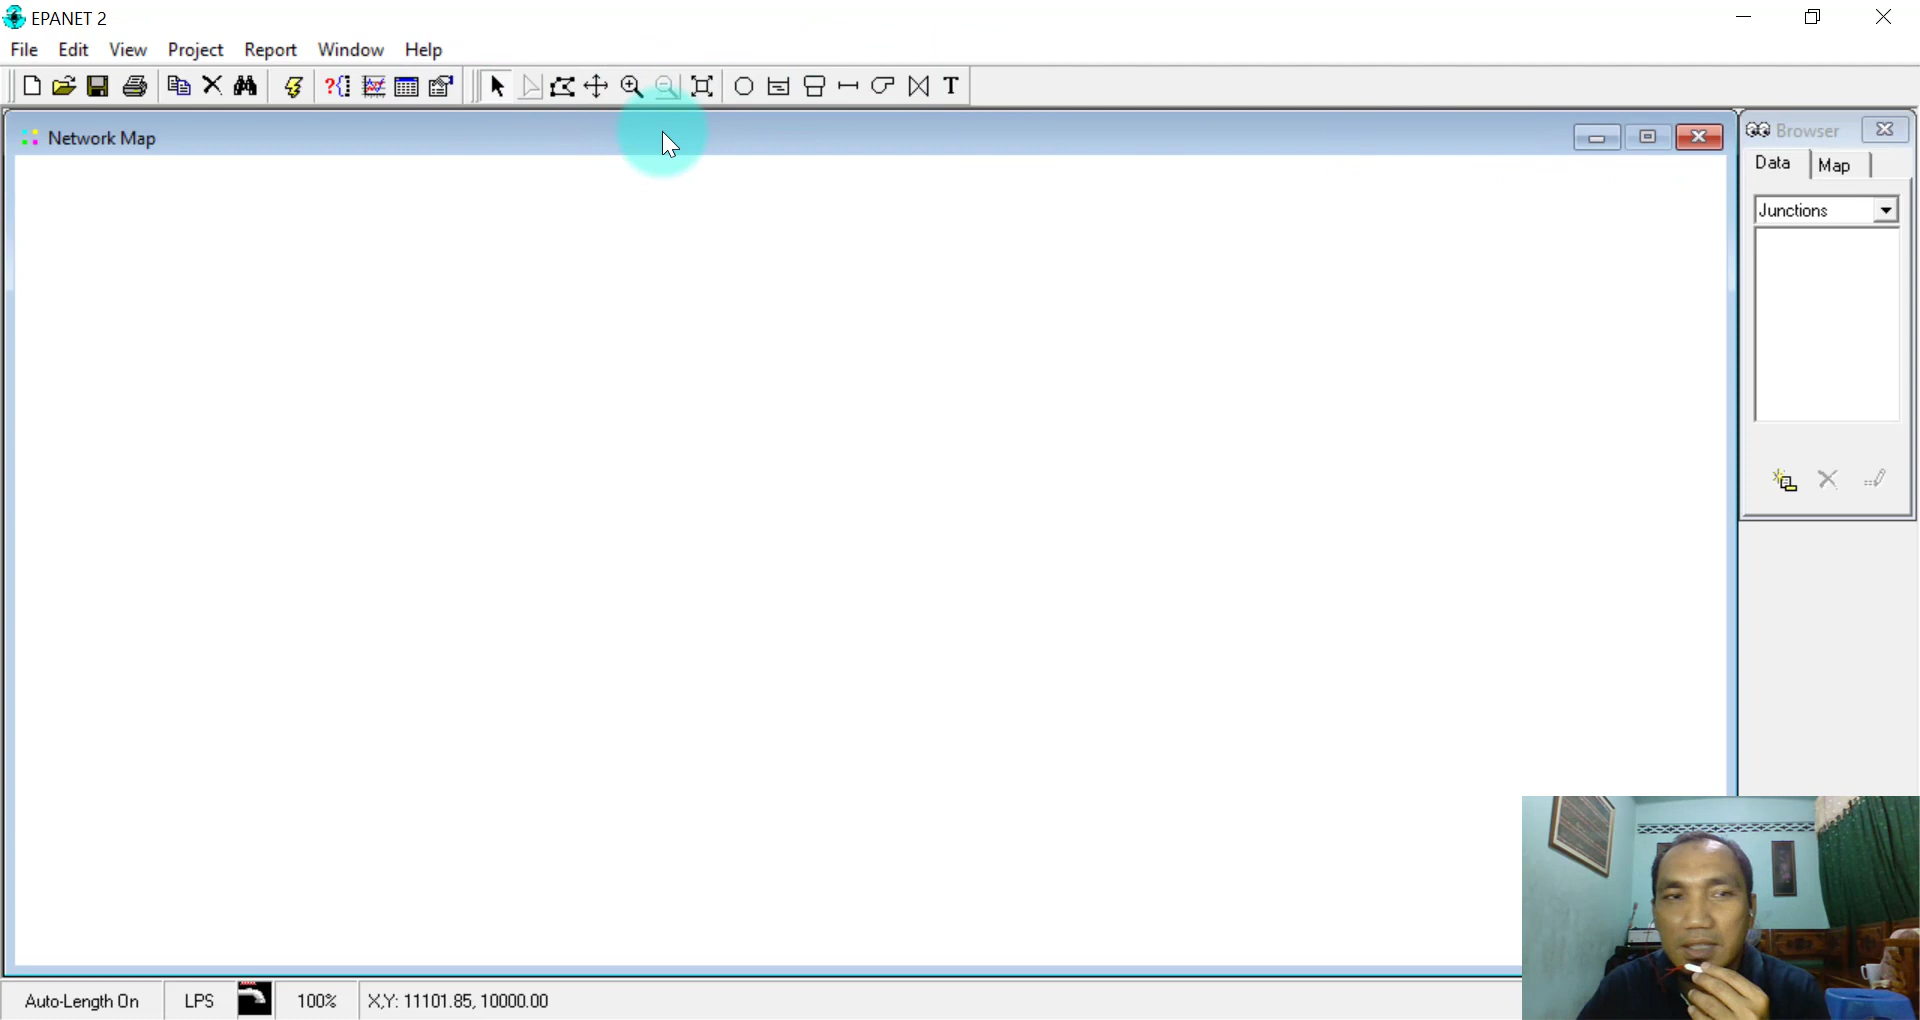 EPANET 2
File Edit View Project Report Window Help
T
Network Map
Browser
Data Map
Junctions
Auto-Length On LPS 100% X,Y: 11101.85, 10000.00